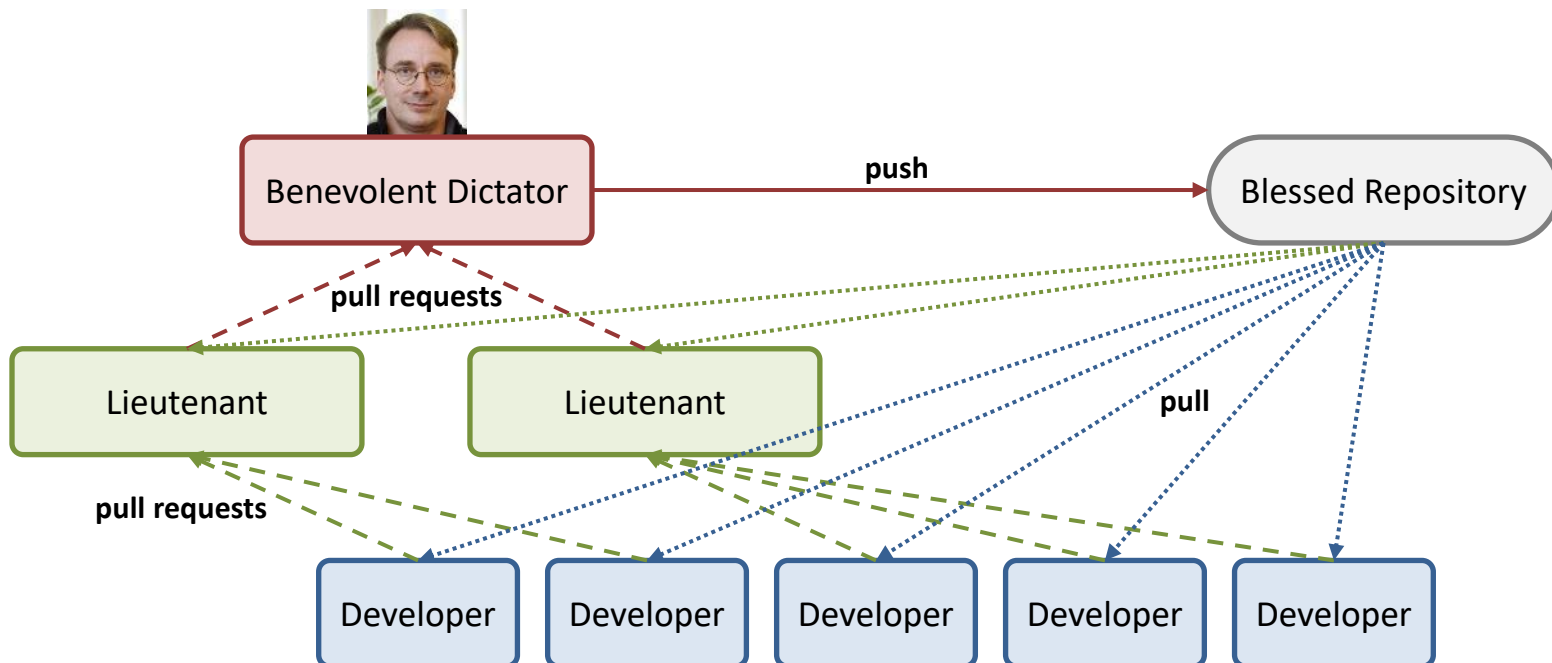 push
Benevolent Dictator
Blessed Repository
pull requests
Lieutenant
Lieutenant
pull
pull requests
Developer
Developer
Developer
Developer
Developer